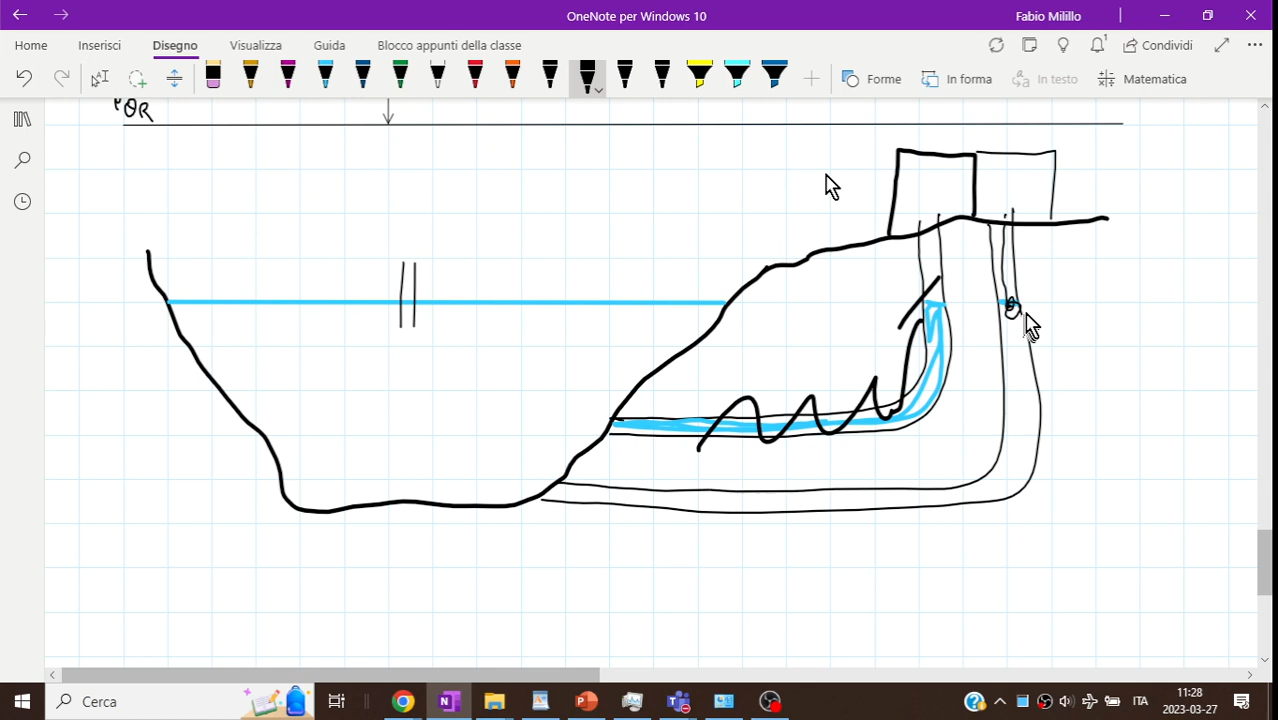 OneNote per Windows 10
Fabio Milillo
Home
Inserisci
Disegno
Visualizza
Guida
Blocco appunti della classe
Condividi
Forme
In forma
In testo
Matematica
Cerca
ITA
11:28
2023-03-27